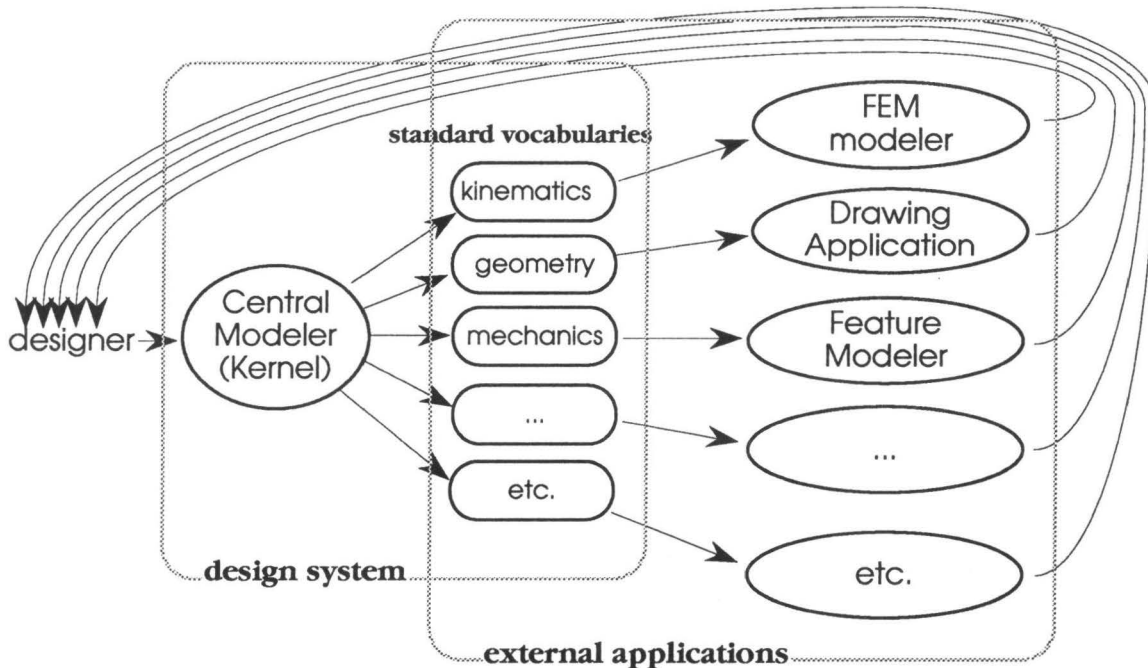 standard vocabularies
FEM
modeler
kinematics
Drawing
Application
geometry
designer
Central
Modeler
(Kernel)
mechanics
Feature
Modeler
...
...
etc.
etc.
design system
external applications